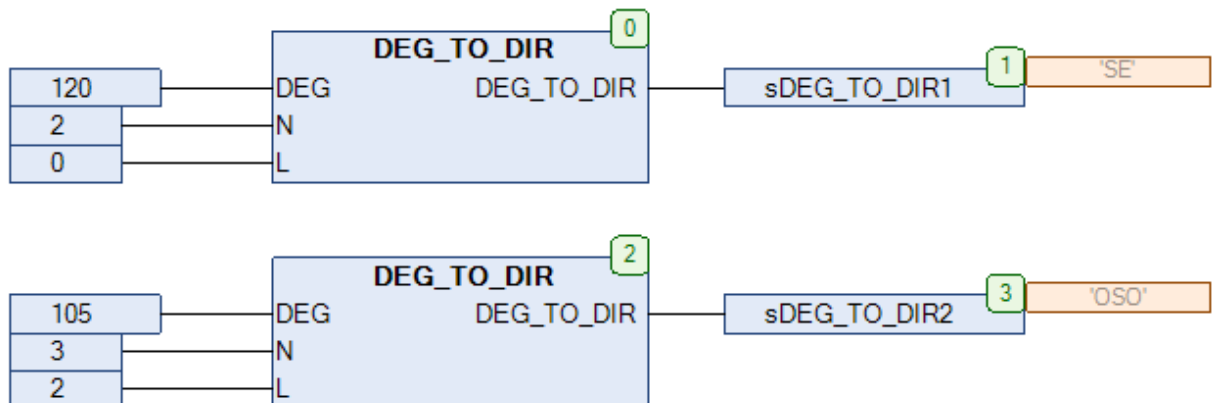 0
DEG_TO_DIR
120 DEG DEG_TO_DIR sDEG_TO_DIR1 1 'SE'
2 N
0 L
2
DEG_TO_DIR
105 DEG DEG_TO_DIR sDEG_TO_DIR2 3 'OSO'
3 N
2 L